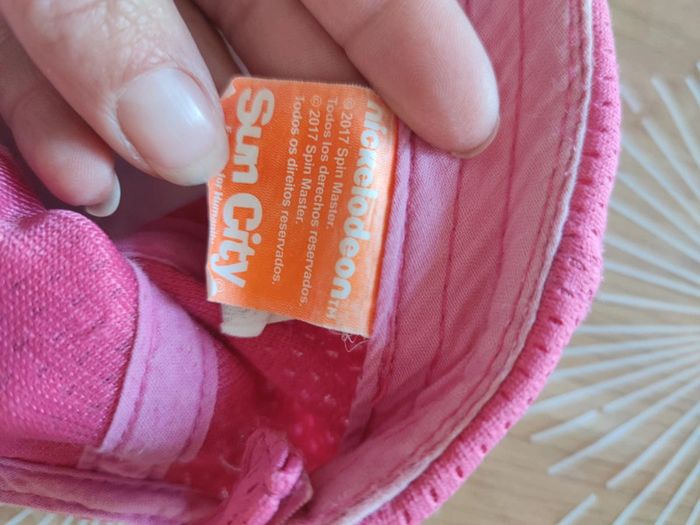 nickelodeon™
© 2017 Spin Master.
Todos los derechos reservados.
© 2017 Spin Master.
Todos os direitos reservados.
Sun City